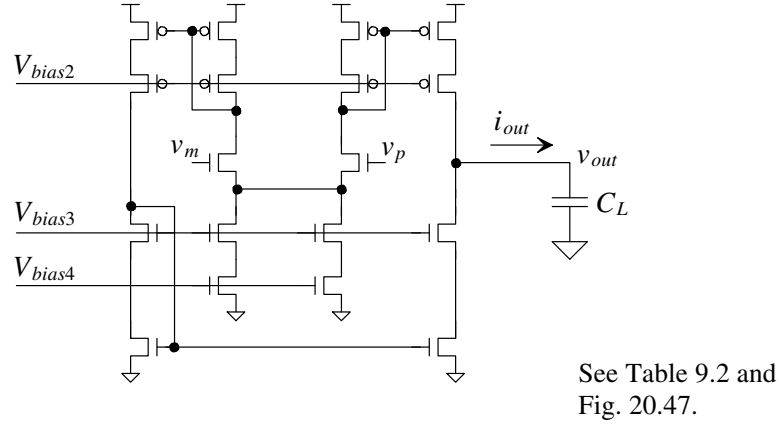 V_bias2
v_m
v_p
i_out
v_out
C_L
V_bias3
V_bias4
See Table 9.2 and
Fig. 20.47.